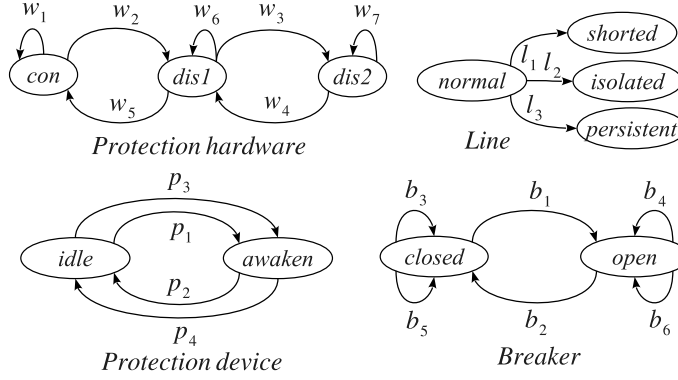 w1 w2 w6 w3 w7
con dis1 dis2
w5 w4
Protection hardware
shorted
l1 l2
normal isolated
l3
persistent
Line
p3
p1
idle awaken
p2
p4
Protection device
b3 b1 b4
closed open
b5 b2 b6
Breaker